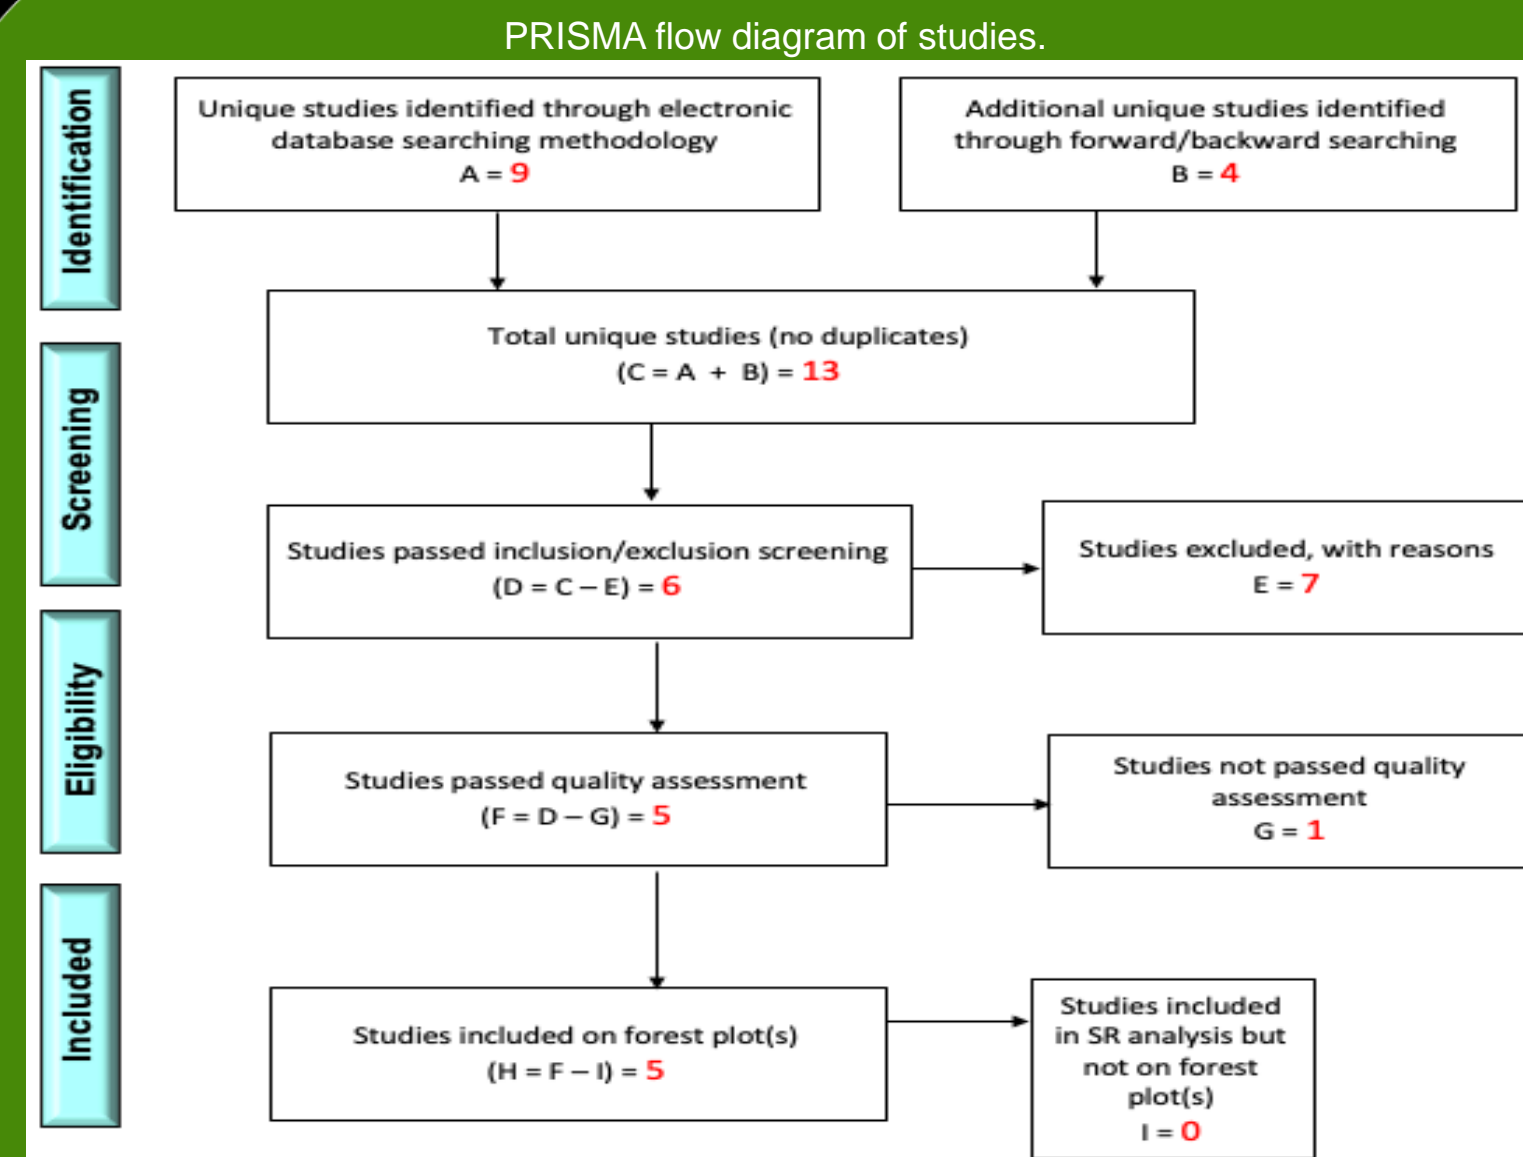 PRISMA flow diagram of studies.
Identification
Unique studies identified through electronic
database searching methodology
A = 9
Additional unique studies identified
through forward/backward searching
B = 4
Total unique studies (no duplicates)
(C = A + B) = 13
Screening
Studies passed inclusion/exclusion screening
(D = C – E) = 6
Studies excluded, with reasons
E = 7
Eligibility
Studies passed quality assessment
(F = D – G) = 5
Studies not passed quality
assessment
G = 1
Included
Studies included on forest plot(s)
(H = F – I) = 5
Studies included
in SR analysis but
not on forest
plot(s)
I = 0